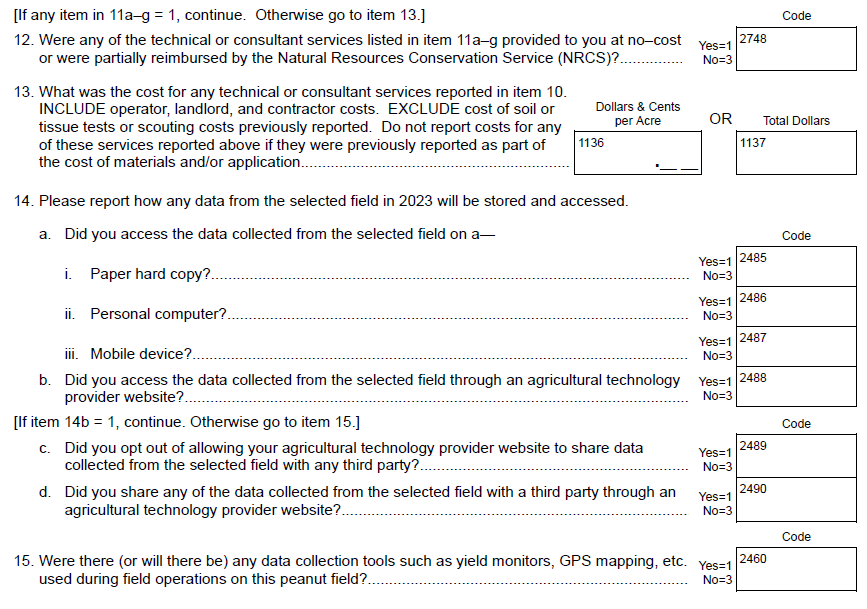 [If any item in 11a–g = 1, continue.  Otherwise go to item 13.]
Code
12. Were any of the technical or consultant services listed in item 11a–g provided to you at no–cost
or were partially reimbursed by the Natural Resources Conservation Service (NRCS)?...............
Yes=1
No=3
2748
13. What was the cost for any technical or consultant services reported in item 10.
INCLUDE operator, landlord, and contractor costs.  EXCLUDE cost of soil or
tissue tests or scouting costs previously reported.  Do not report costs for any
of these services reported above if they were previously reported as part of
the cost of materials and/or application................................................................
Dollars & Cents
per Acre
OR
Total Dollars
1136
.__ __
1137
14. Please report how any data from the selected field in 2023 will be stored and accessed.
a. Did you access the data collected from the selected field on a—
Code
i. Paper hard copy?...................................................................................................................
Yes=1
No=3
2485
ii. Personal computer?...............................................................................................................
Yes=1
No=3
2486
iii. Mobile device?.......................................................................................................................
Yes=1
No=3
2487
b. Did you access the data collected from the selected field through an agricultural technology
provider website?.........................................................................................................................
Yes=1
No=3
2488
[If item 14b = 1, continue. Otherwise go to item 15.]
Code
c. Did you opt out of allowing your agricultural technology provider website to share data
collected from the selected field with any third party?................................................................
Yes=1
No=3
2489
d. Did you share any of the data collected from the selected field with a third party through an
agricultural technology provider website?...................................................................................
Yes=1
No=3
2490
Code
15. Were there (or will there be) any data collection tools such as yield monitors, GPS mapping, etc.
used during field operations on this peanut field?.............................................................................
Yes=1
No=3
2460